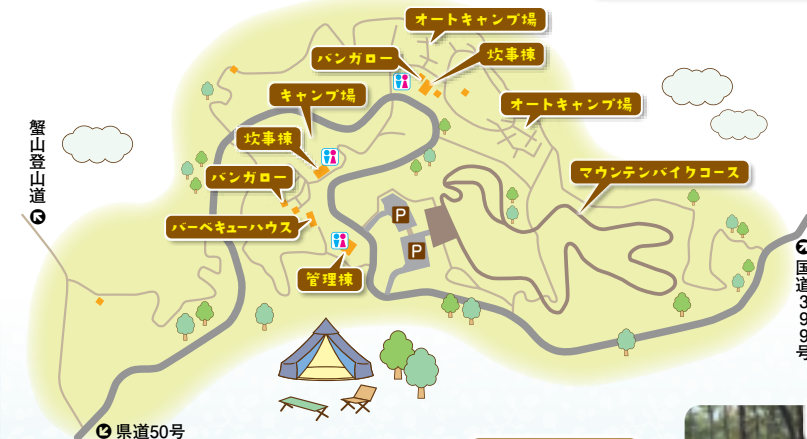 オートキャンプ場
バンガロー
炊事棟
キャンプ場
オートキャンプ場
炊事棟
バンガロー
マウンテンバイクコース
バーベキューハウス
管理棟
P
P
蟹山登山道
国道399号
県道50号